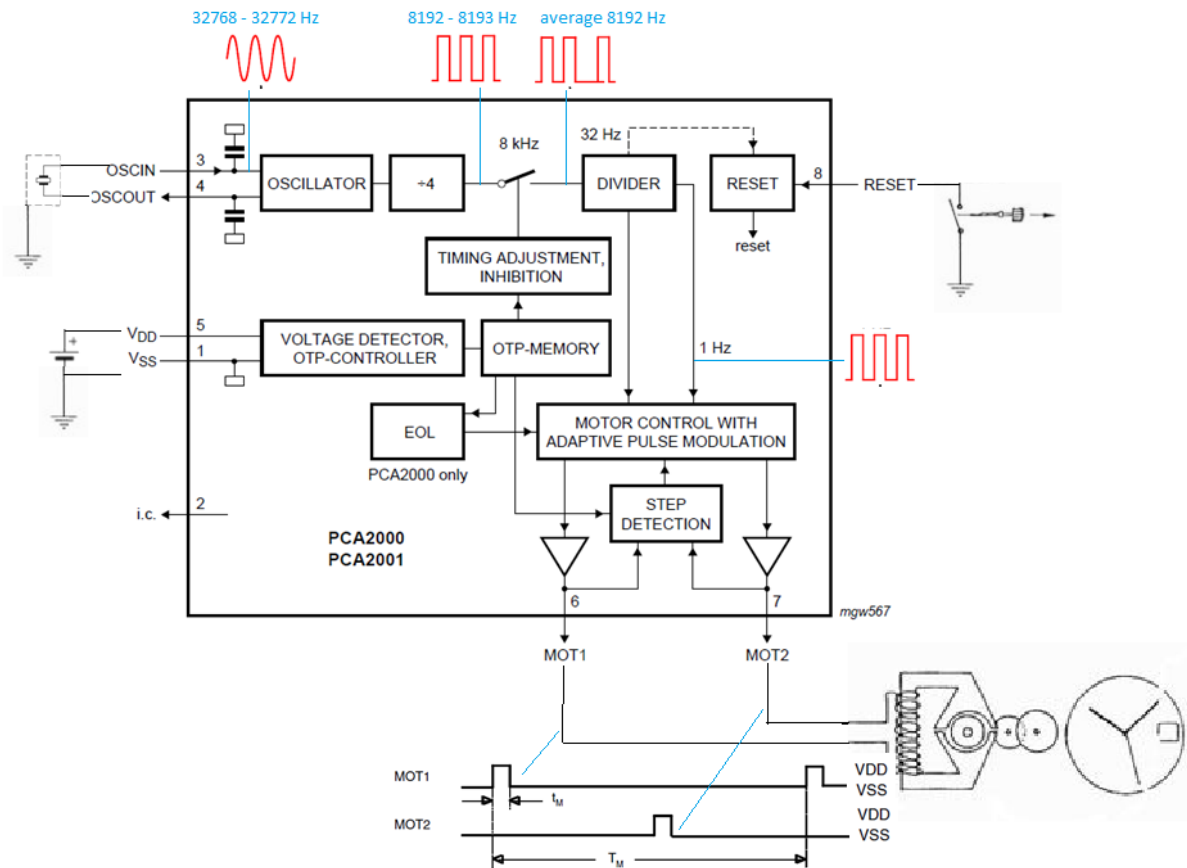 32768 - 32772 Hz
8192 - 8193 Hz
average 8192 Hz
8 kHz
32 Hz
OSCIN
3
OSCILLATOR
÷4
DIVIDER
RESET
8
RESET
OSCOUT
4
reset
TIMING ADJUSTMENT,
INHIBITION
VDD
5
VOLTAGE DETECTOR,
OTP-CONTROLLER
OTP-MEMORY
1 Hz
VSS
1
+
EOL
MOTOR CONTROL WITH
ADAPTIVE PULSE MODULATION
PCA2000 only
i.c.
2
STEP
DETECTION
PCA2000
PCA2001
6
7
mgw567
MOT1
MOT2
MOT1
VDD
VSS
tM
MOT2
VDD
VSS
TM